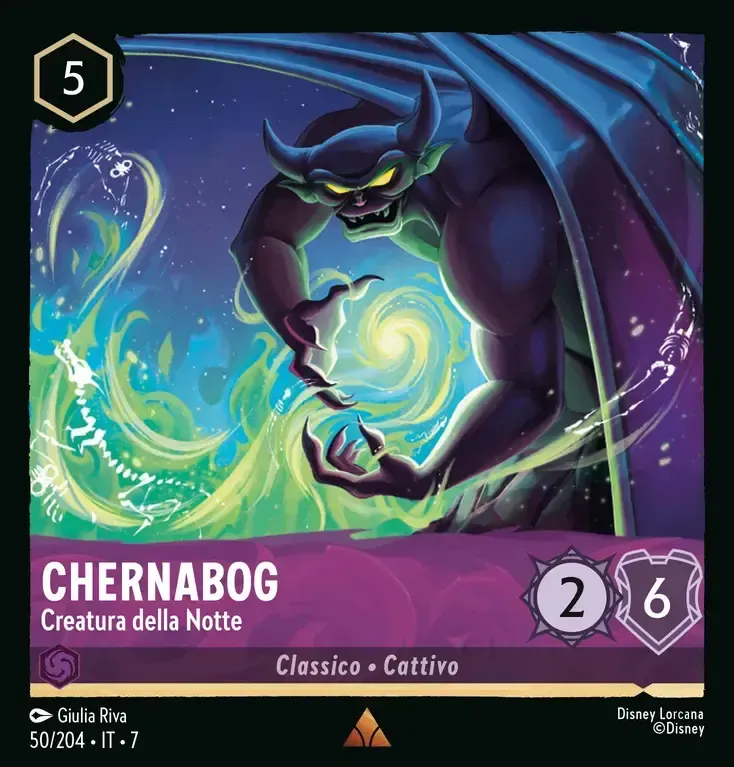 5
CHERNABOG
Creatura della Notte
2
6
Classico • Cattivo
Giulia Riva
50/204 • IT • 7
Disney Lorcana
©Disney